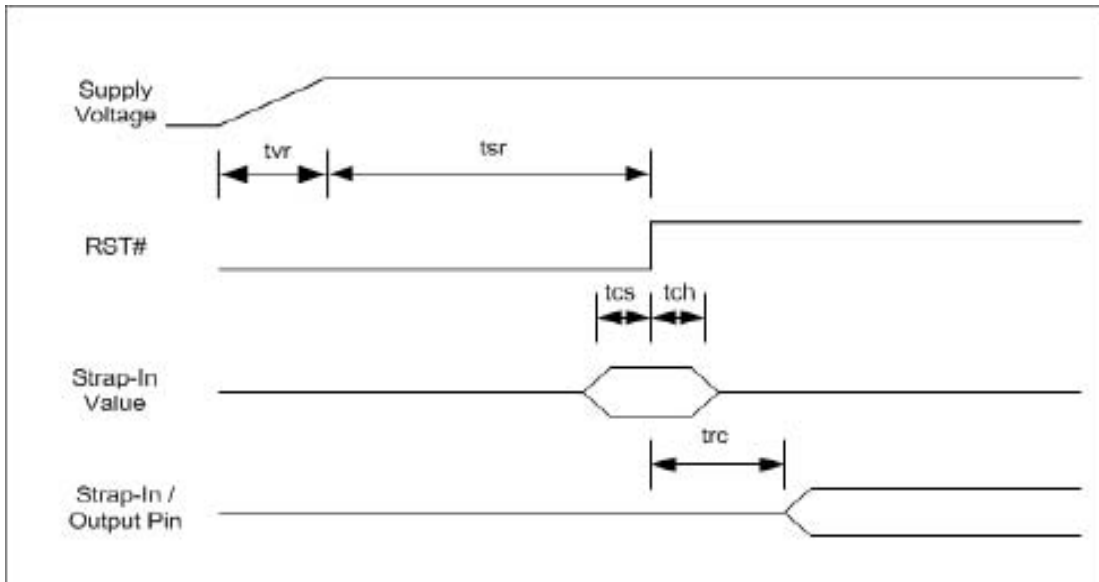 Supply
Voltage
tvr
tsr
RST#
tcs
tch
Strap-In
Value
trc
Strap-In /
Output Pin